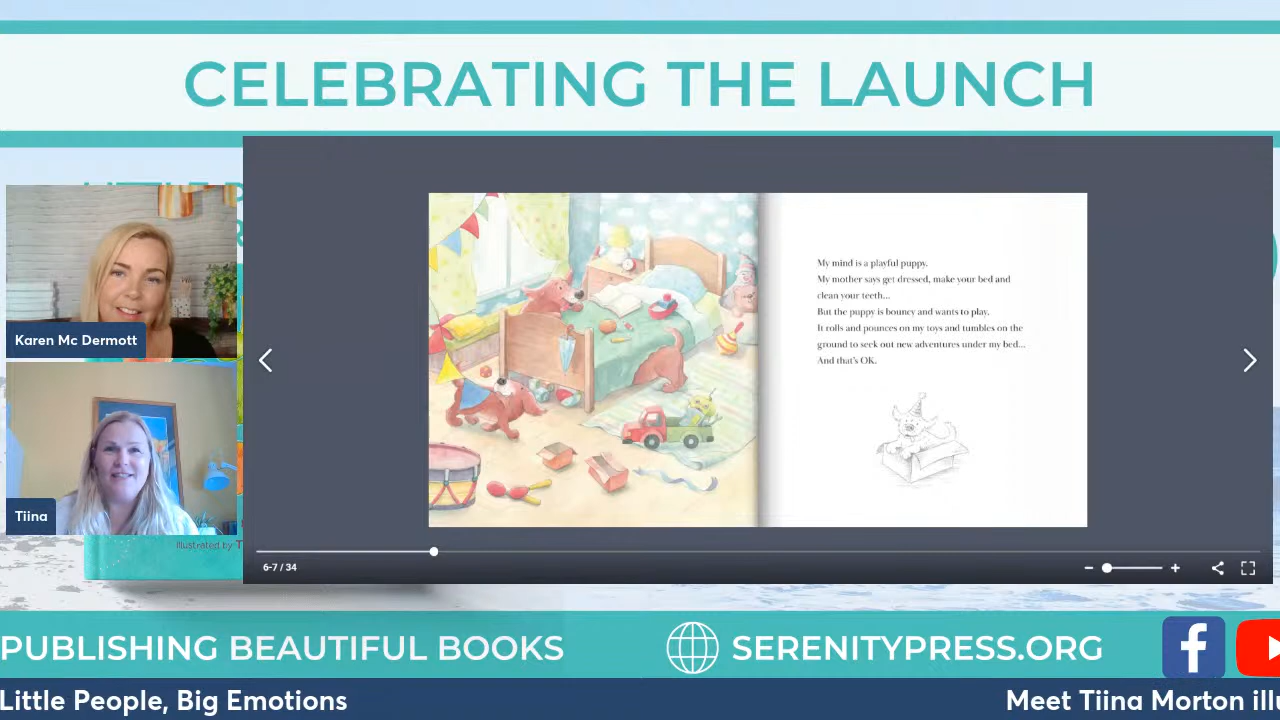 CELEBRATING THE LAUNCH
Karen Mc Dermott
Tiina
My mind is a playful puppy.
My mother says get dressed, make your bed and
clean your teeth...
But the puppy is bouncy and wants to play.
It rolls and pounces on my toys and tumbles on the
ground to seek out new adventures under my bed...
And that's OK.
Illustrated by T
6-7 / 34
PUBLISHING BEAUTIFUL BOOKS
SERENITYPRESS.ORG
Little People, Big Emotions
Meet Tiina Morton illu